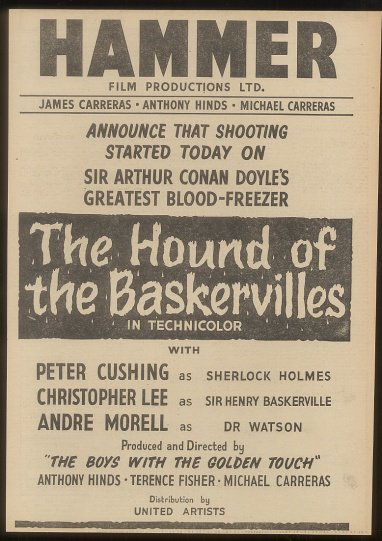 HAMMER
FILM PRODUCTIONS LTD.
JAMES CARRERAS • ANTHONY HINDS • MICHAEL CARRERAS
ANNOUNCE THAT SHOOTING
STARTED TODAY ON
SIR ARTHUR CONAN DOYLE'S
GREATEST BLOOD-FREEZER
The Hound of
the Baskervilles
IN TECHNICOLOR
WITH
PETER CUSHING as SHERLOCK HOLMES
CHRISTOPHER LEE as SIR HENRY BASKERVILLE
ANDRE MORELL as DR WATSON
Produced and Directed by
"THE BOYS WITH THE GOLDEN TOUCH"
ANTHONY HINDS • TERENCE FISHER • MICHAEL CARRERAS
Distribution by
UNITED ARTISTS